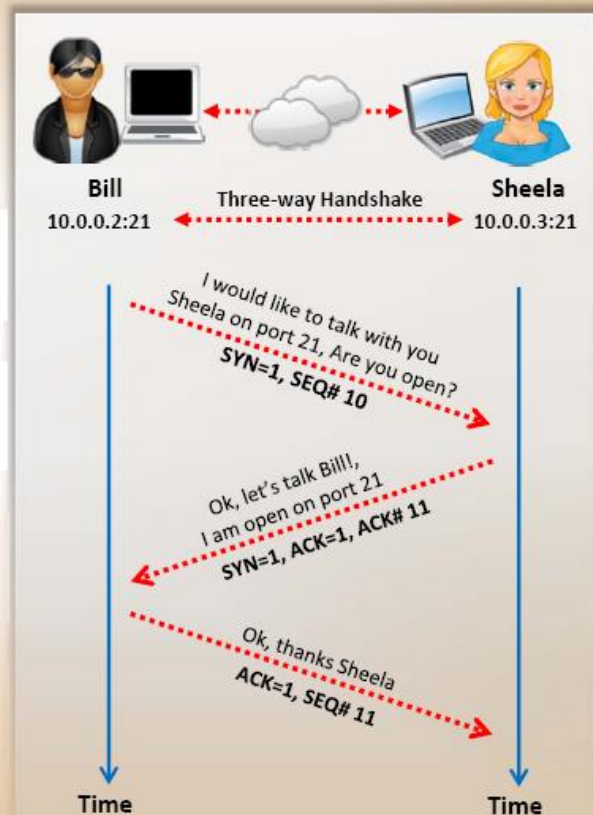 Bill
Sheela
10.0.0.2:21
Three-way Handshake
10.0.0.3:21
I would like to talk with you
Sheela on port 21, Are you open?
SYN=1, SEQ# 10
Ok, let's talk Bill!,
I am open on port 21
SYN=1, ACK=1, ACK# 11
Ok, thanks Sheela
ACK=1, SEQ# 11
Time
Time